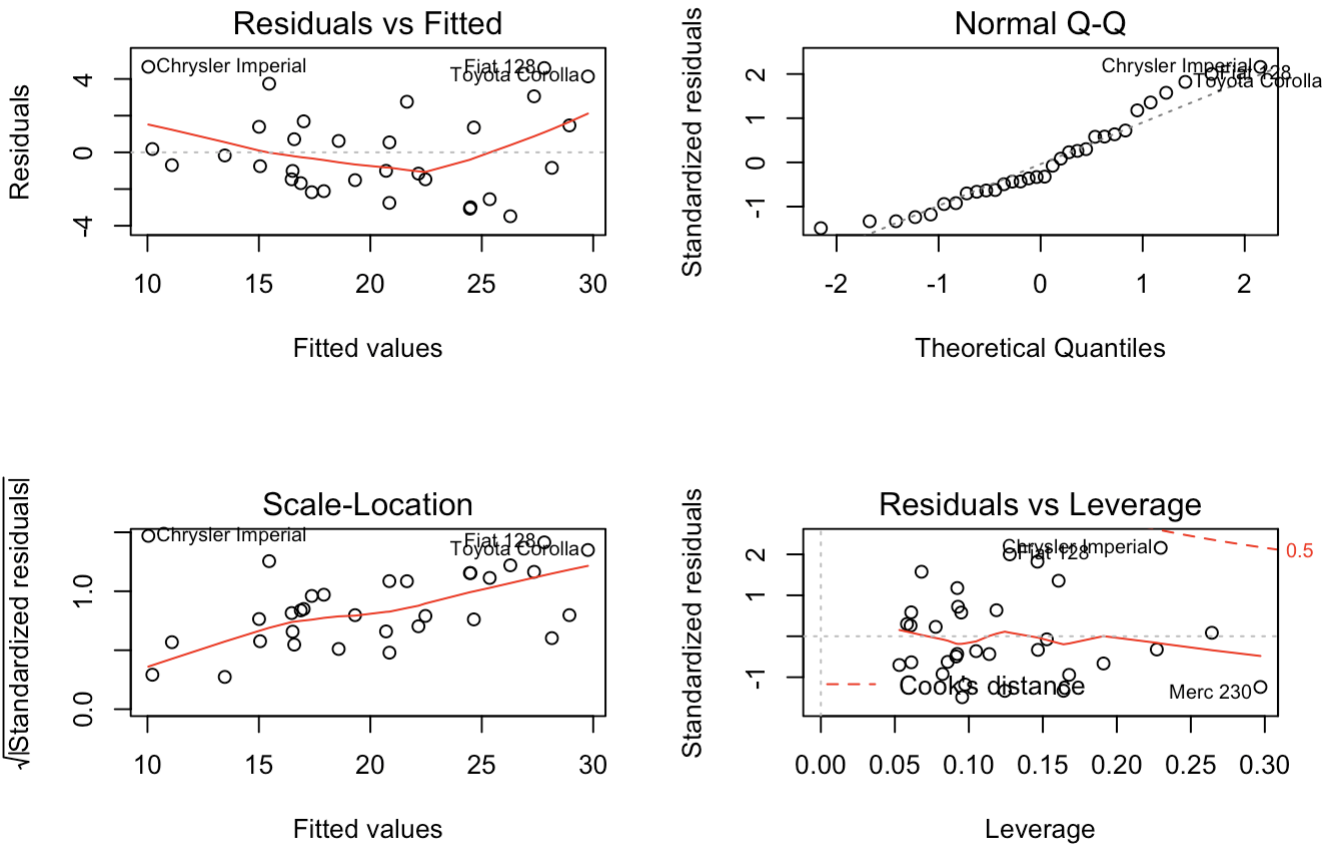 Residuals vs Fitted
Residuals
4
0
-4
Chrysler Imperial
Fiat 128
Toyota Corolla
10 15 20 25 30
Fitted values
Normal Q-Q
Standardized residuals
2
1
0
-1
Chrysler Imperial
Fiat 128
Toyota Corolla
-2 -1 0 1 2
Theoretical Quantiles
Scale-Location
√|Standardized residuals|
1.0
0.0
Chrysler Imperial
Fiat 128
Toyota Corolla
10 15 20 25 30
Fitted values
Residuals vs Leverage
Standardized residuals
2
1
-1
Chrysler Imperial
Fiat 128
0.5
Cook's distance
Merc 230
0.00 0.05 0.10 0.15 0.20 0.25 0.30
Leverage